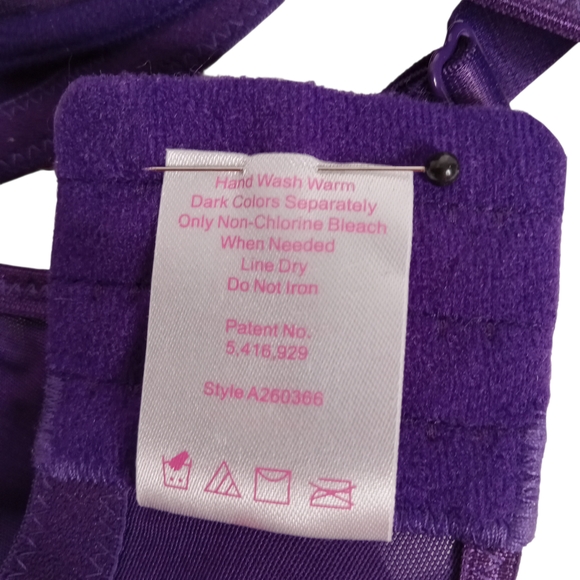 Hand Wash Warm
Dark Colors Separately
Only Non-Chlorine Bleach
When Needed
Line Dry
Do Not Iron
Patent No.
5,416,929
Style A260366